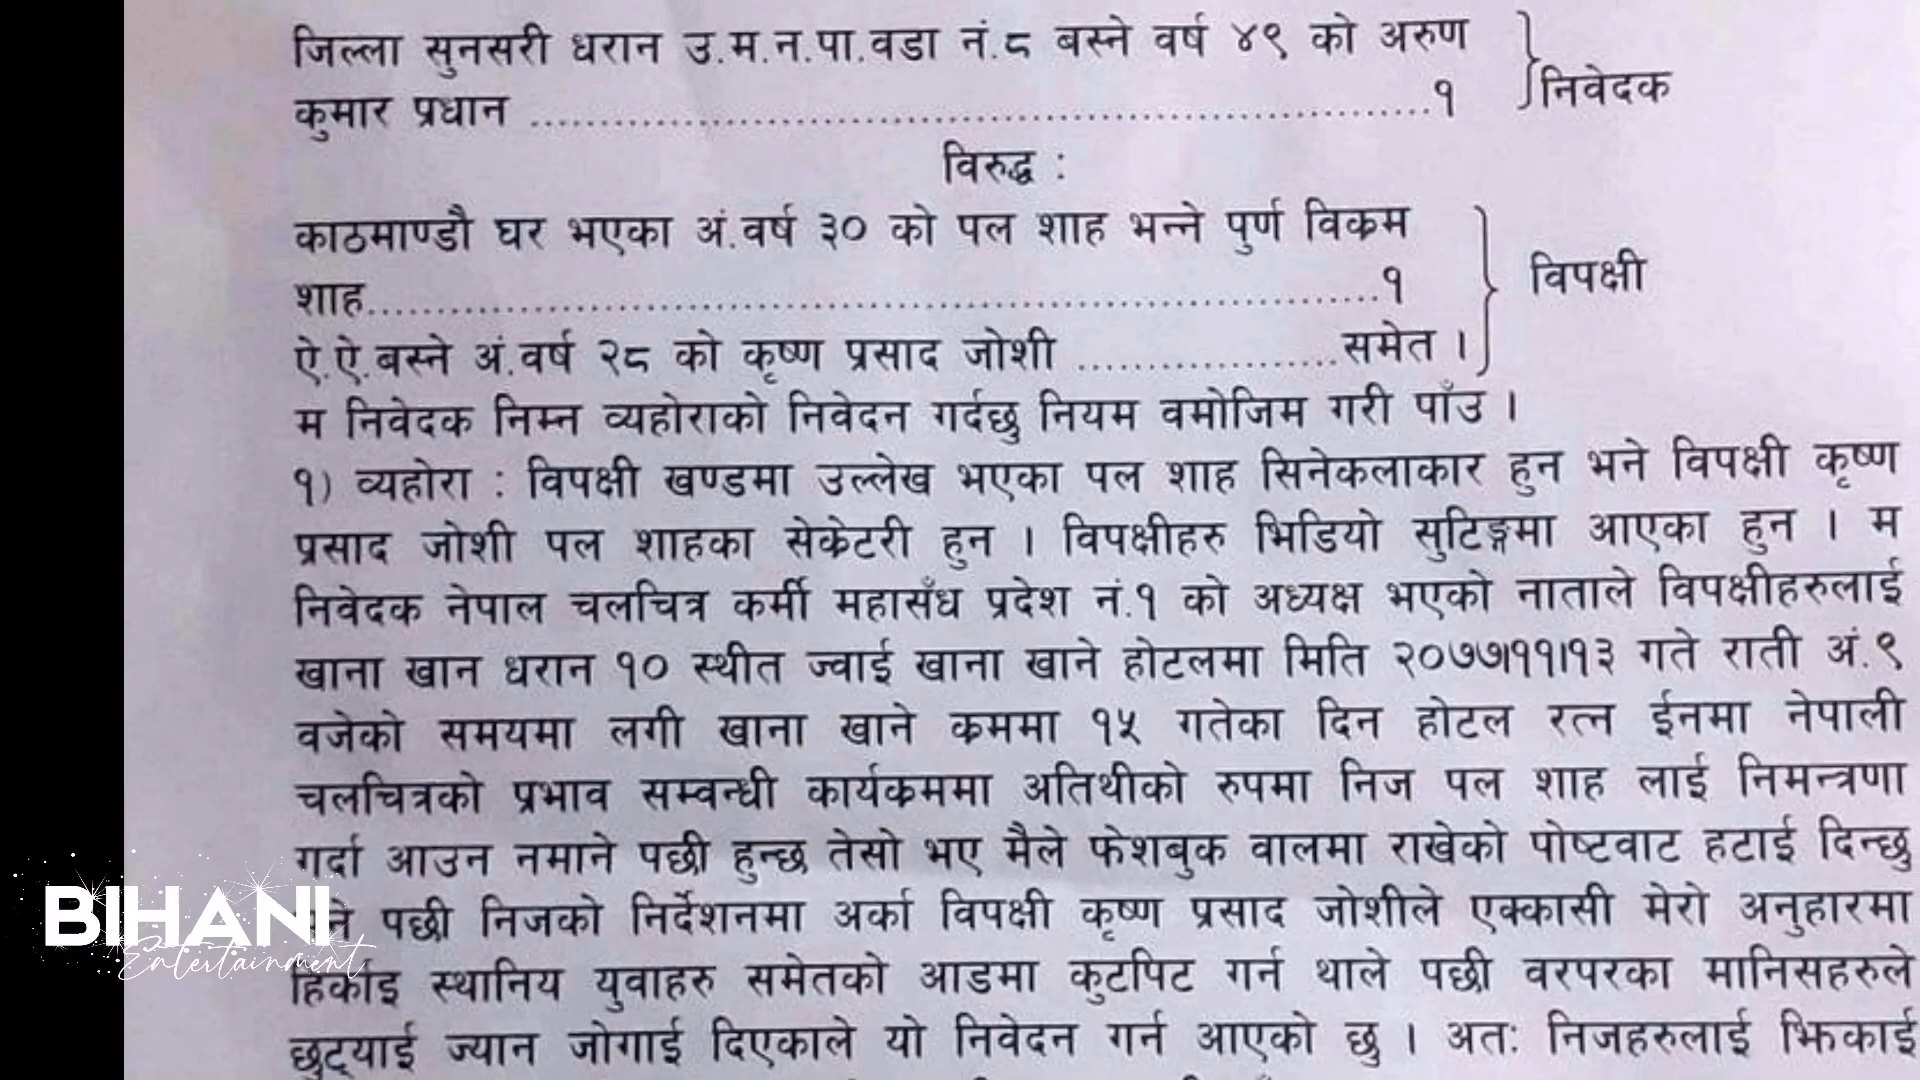 जिल्ला सुनसरी धरान उ.म.न.पा.वडा नं.८ बस्ने वर्ष ४९ को अरुण
कुमार प्रधान ..........................................................१ निवेदक
विरुद्ध :
काठमाण्डौ घर भएका अं.वर्ष ३० को पल शाह भन्ने पुर्ण विक्रम
शाह.................................................................१ विपक्षी
ऐ.ऐ.बस्ने अं.वर्ष २८ को कृष्ण प्रसाद जोशी .................समेत ।
म निवेदक निम्न व्यहोराको निवेदन गर्दछु नियम वमोजिम गरी पाँउ ।
१) व्यहोरा : विपक्षी खण्डमा उल्लेख भएका पल शाह सिनेकलाकार हुन भने विपक्षी कृष्ण
प्रसाद जोशी पल शाहका सेक्रेटरी हुन । विपक्षीहरु भिडियो सुटिङ्गमा आएका हुन । म
निवेदक नेपाल चलचित्र कर्मी महासँघ प्रदेश नं.१ को अध्यक्ष भएको नाताले विपक्षीहरुलाई
खाना खान धरान १० स्थीत ज्वाई खाना खाने होटलमा मिति २०७७।११।१३ गते राती अं.९
वजेको समयमा लगी खाना खाने क्रममा १५ गतेका दिन होटल रत्न ईनमा नेपाली
चलचित्रको प्रभाव सम्वन्धी कार्यक्रममा अतिथीको रुपमा निज पल शाह लाई निमन्त्रणा
गर्दा आउन नमाने पछी हुन्छ तेसो भए मैले फेशबुक वालमा राखेको पोष्टवाट हटाई दिन्छु
पछी निजको निर्देशनमा अर्का विपक्षी कृष्ण प्रसाद जोशीले एक्कासी मेरो अनुहारमा
हिर्काइ स्थानिय युवाहरु समेतको आडमा कुटपिट गर्न थाले पछी वरपरका मानिसहरुले
छुट्याई ज्यान जोगाई दिएकाले यो निवेदन गर्न आएको छु । अतः निजहरुलाई झिकाई
BIHANI
Entertainment